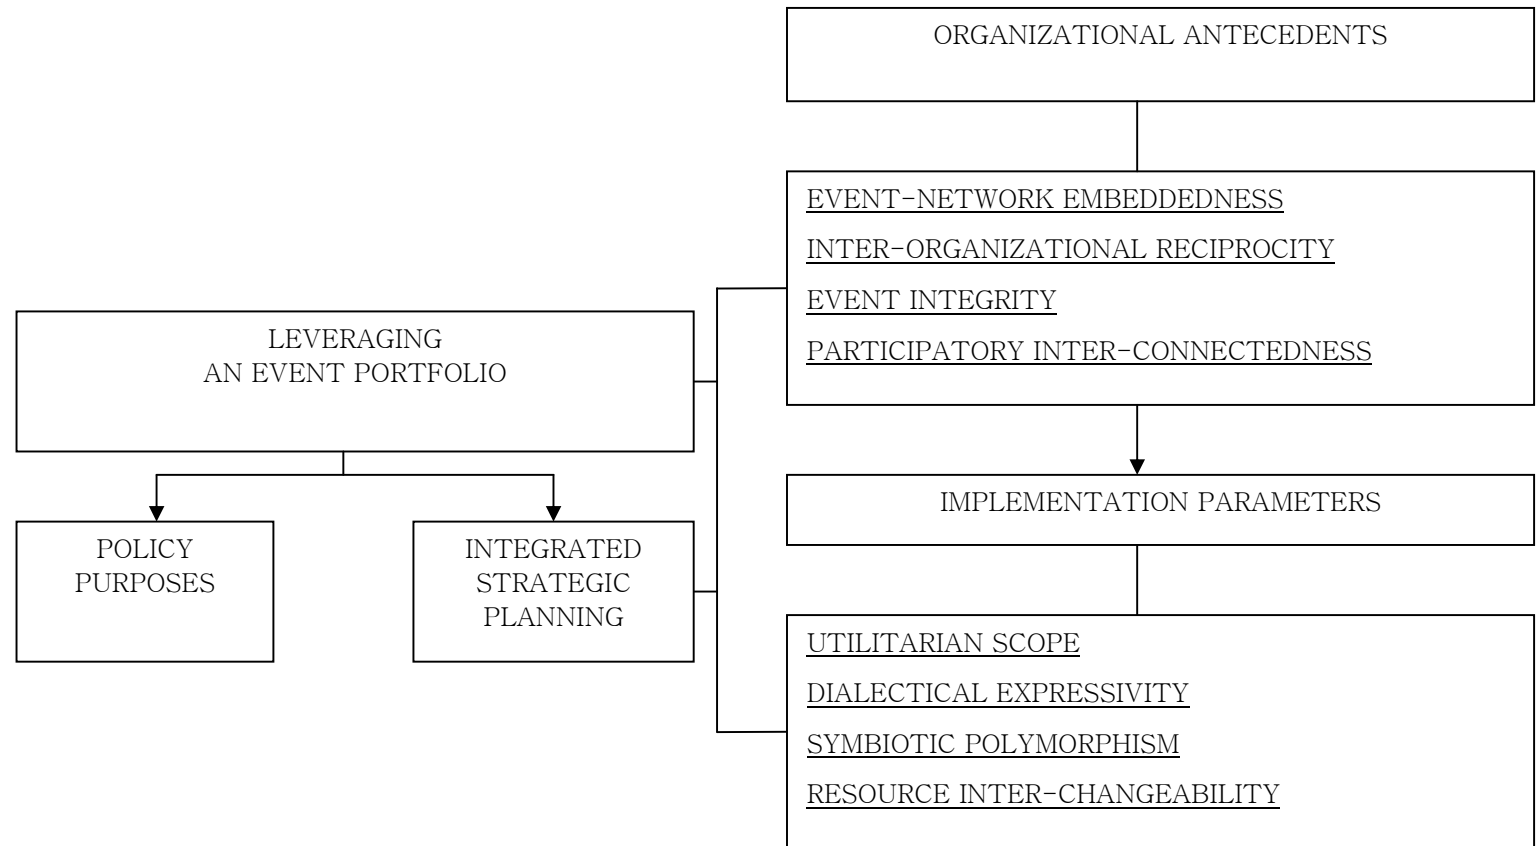 ORGANIZATIONAL ANTECEDENTS
EVENT-NETWORK EMBEDDEDNESS
INTER-ORGANIZATIONAL RECIPROCITY
EVENT INTEGRITY
PARTICIPATORY INTER-CONNECTEDNESS
LEVERAGING
AN EVENT PORTFOLIO
POLICY
PURPOSES
INTEGRATED
STRATEGIC
PLANNING
IMPLEMENTATION PARAMETERS
UTILITARIAN SCOPE
DIALECTICAL EXPRESSIVITY
SYMBIOTIC POLYMORPHISM
RESOURCE INTER-CHANGEABILITY